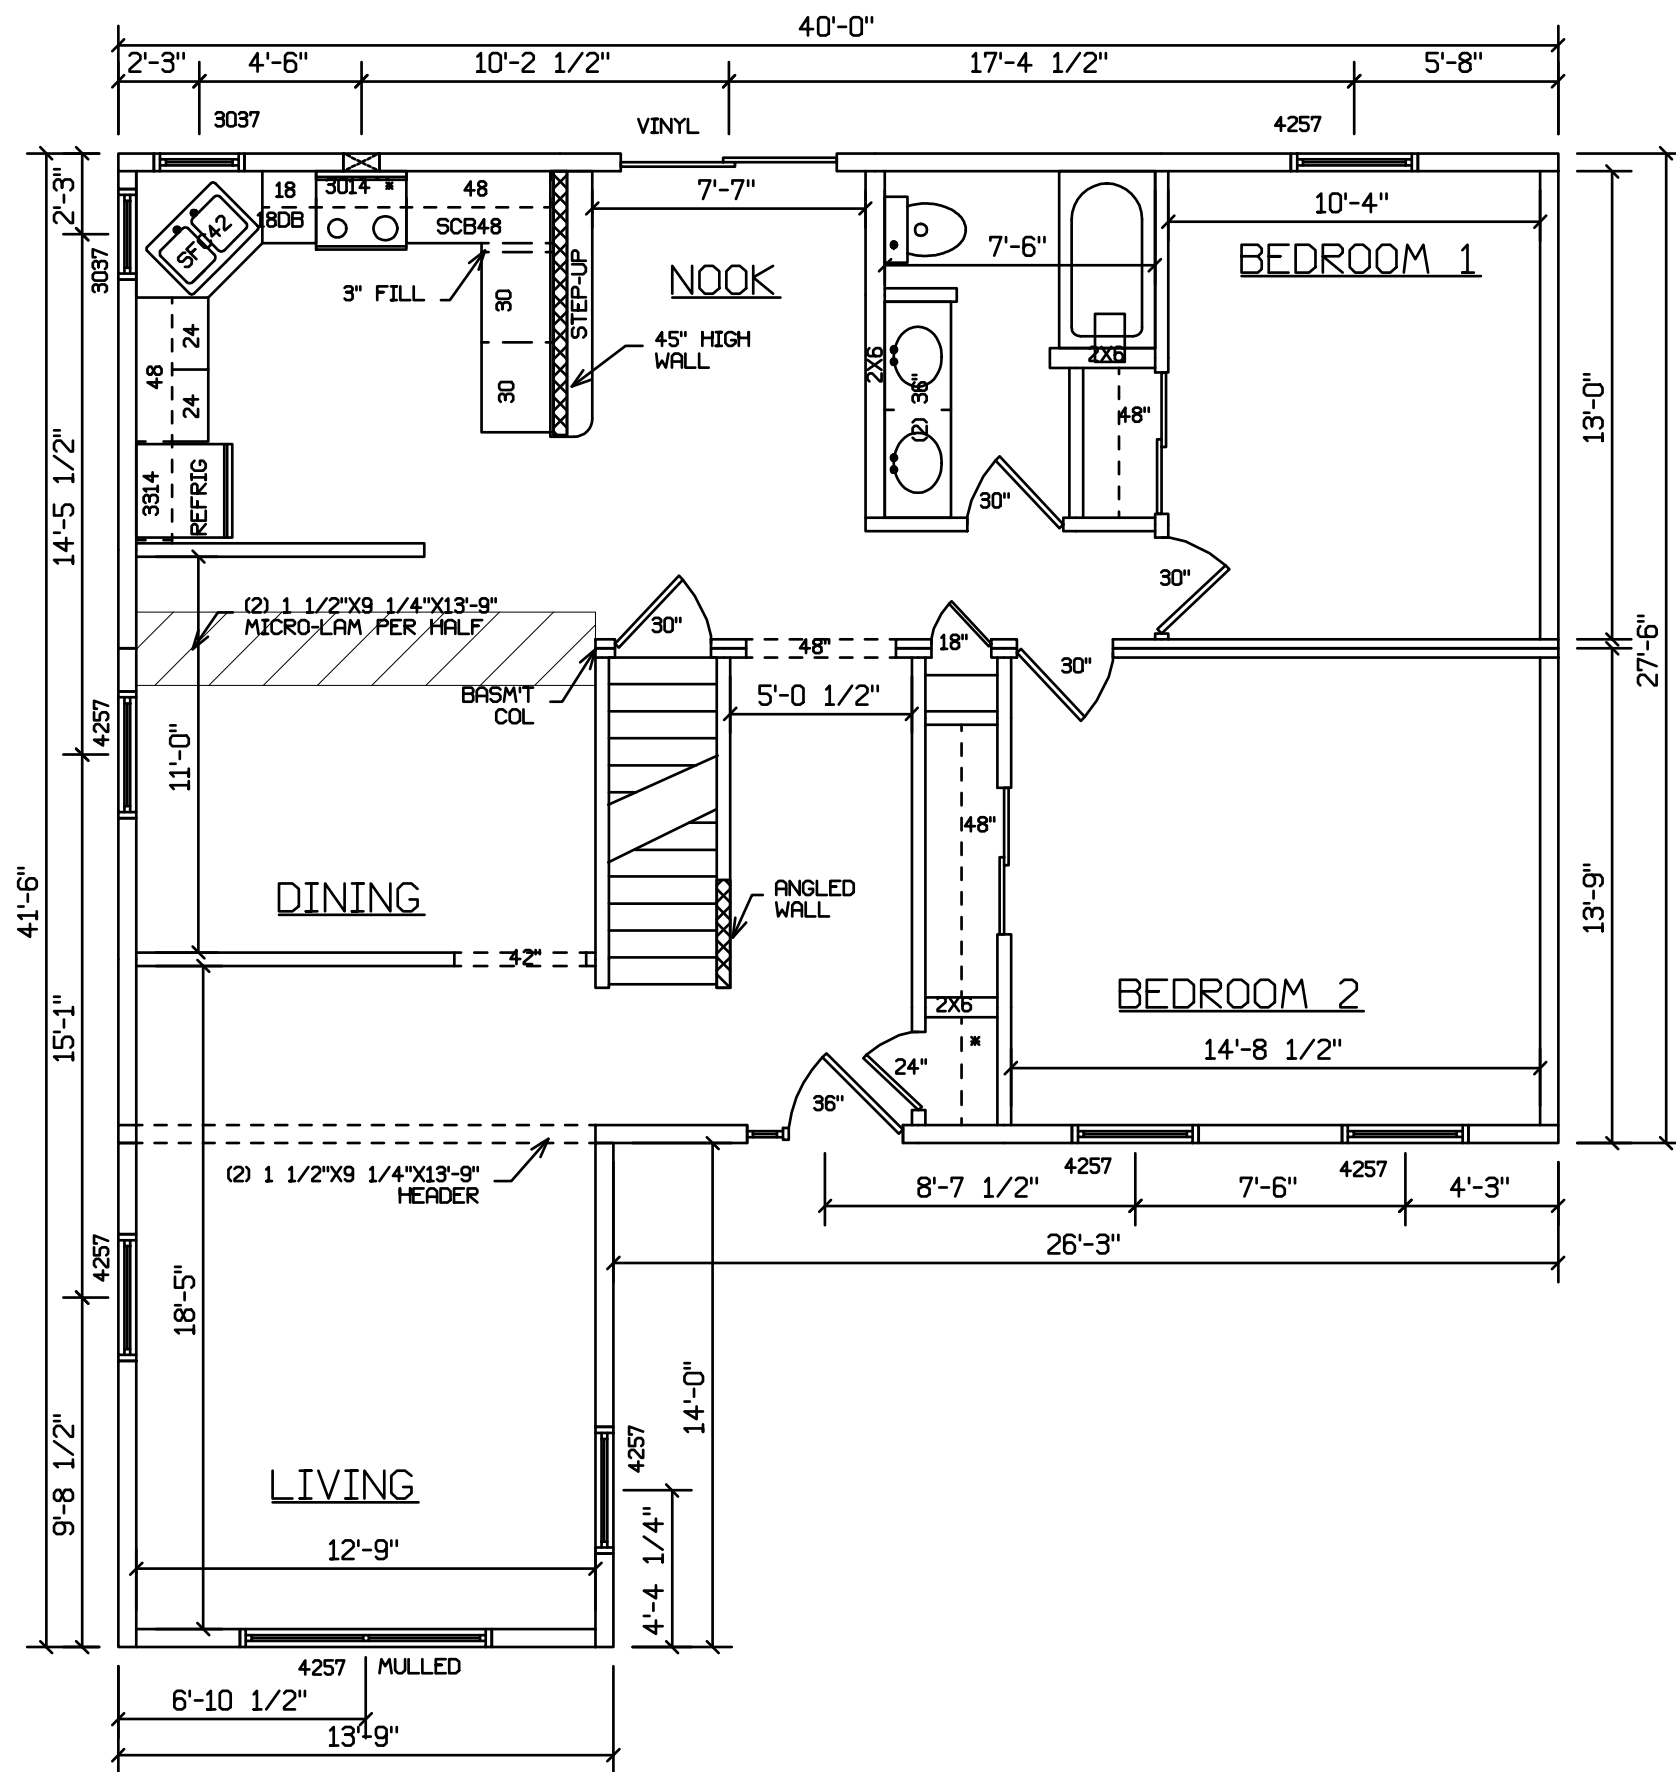 40'-0"
2'-3" 4'-6" 10'-2 1/2" 17'-4 1/2" 5'-8"
3037 VINYL 4257
2'-3"
3037
18 3014 * 48
18DB SCB48
SFC42
3" FILL
30
30
STEP-UP
7'-7"
NOOK
45" HIGH
WALL
7'-6"
10'-4"
BEDROOM 1
2X6
(2) 36"
2X6
48"
24
48
24
3314
REFRIG
30"
30"
13'-0"
27'-6"
14'-5 1/2"
(2) 1 1/2"X9 1/4"X13'-9"
MICRO-LAM PER HALF
30"
48"
18"
30"
BASM'T
COL
5'-0 1/2"
4257
11'-0"
41'-6"
DINING
ANGLED
WALL
48"
13'-9"
42"
BEDROOM 2
2X6
*
14'-8 1/2"
15'-1"
24"
36"
(2) 1 1/2"X9 1/4"X13'-9"
HEADER
4257 4257
8'-7 1/2" 7'-6" 4'-3"
26'-3"
4257
18'-5"
14'-0"
9'-8 1/2"
4257
LIVING
12'-9"
4'-4 1/4"
4257 MULLED
6'-10 1/2"
13'-9"